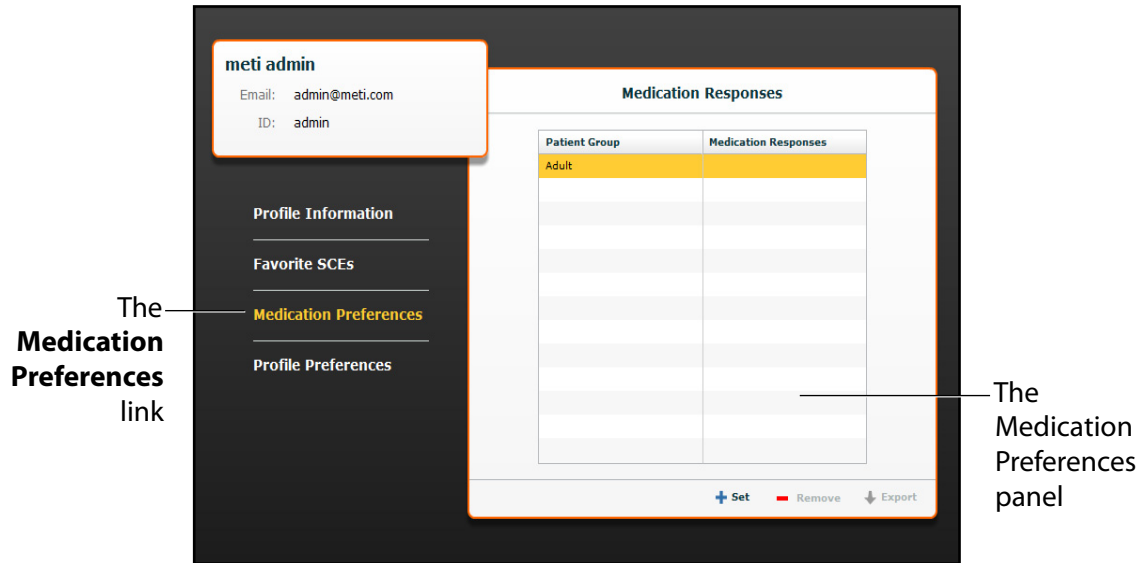 meti admin
Email: admin@meti.com
ID: admin
Medication Responses
Patient Group Medication Responses
Adult
Profile Information
Favorite SCEs
Medication Preferences
Profile Preferences
+ Set - Remove Export
The
Medication
Preferences
link
The
Medication
Preferences
panel